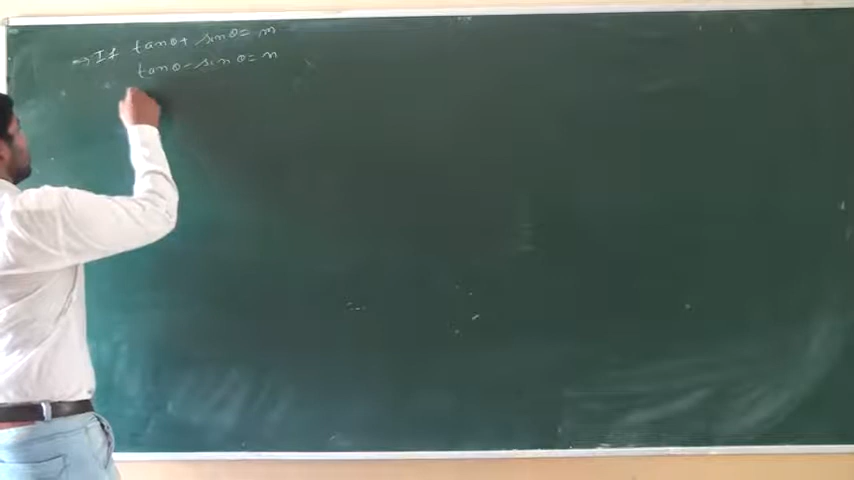 → If tanθ + sinθ = m
tanθ - sinθ = n